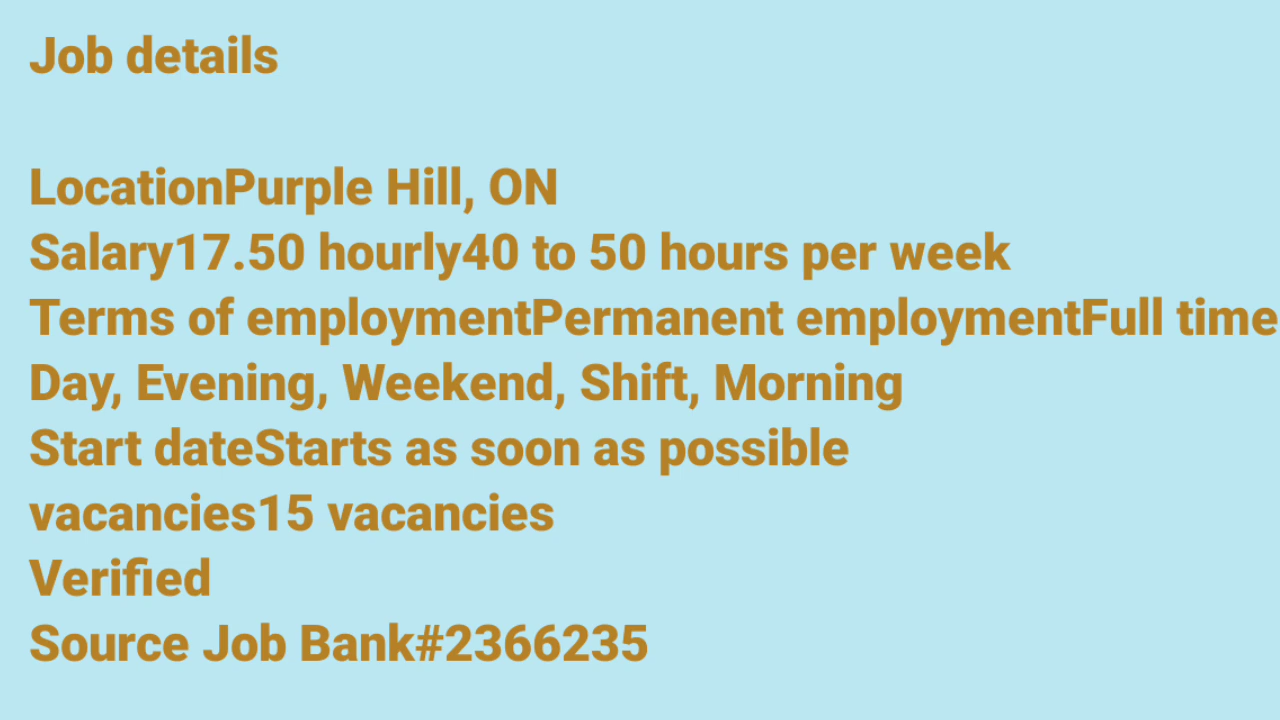 Job details
LocationPurple Hill, ON
Salary17.50 hourly40 to 50 hours per week
Terms of employmentPermanent employmentFull time
Day, Evening, Weekend, Shift, Morning
Start dateStarts as soon as possible
vacancies15 vacancies
Verified
Source Job Bank#2366235